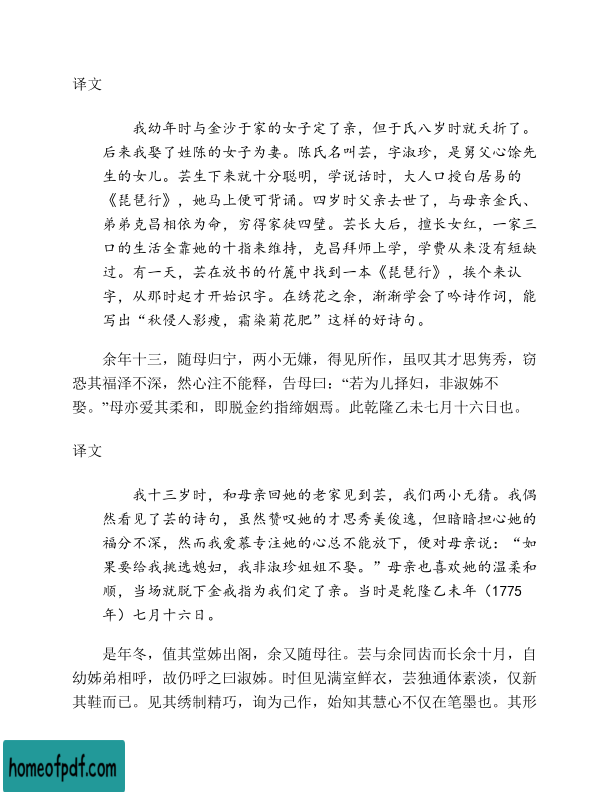 译文
我幼年时与金沙于家的女子定了亲，但于氏八岁时就夭折了。
后来我娶了姓陈的女子为妻。陈氏名叫芸，字淑珍，是舅父心馀先
生的女儿。芸生下来就十分聪明，学说话时，大人口授白居易的
《琵琶行》，她马上便可背诵。四岁时父亲去世了，与母亲金氏、
弟弟克昌相依为命，穷得家徒四壁。芸长大后，擅长女红，一家三
口的生活全靠她的十指来维持，克昌拜师上学，学费从来没有短缺
过。有一天，芸在放书的竹簏中找到一本《琵琶行》，挨个来认
字，从那时起才开始识字。在绣花之余，渐渐学会了吟诗作词，能
写出“秋侵人影瘦，霜染菊花肥”这样的好诗句。
余年十三，随母归宁，两小无嫌，得见所作，虽叹其才思隽秀，窃
恐其福泽不深，然心注不能释，告母曰：“若为儿择妇，非淑姊不
娶。”母亦爱其柔和，即脱金约指缔姻焉。此乾隆乙未七月十六日也。
译文
我十三岁时，和母亲回她的老家见到芸，我们两小无猜。我偶
然看见了芸的诗句，虽然赞叹她的才思秀美俊逸，但暗暗担心她的
福分不深，然而我爱慕专注她的心总不能放下，便对母亲说：“如
果要给我挑选媳妇，我非淑珍姐姐不娶。”母亲也喜欢她的温柔和
顺，当场就脱下金戒指为我们定了亲。当时是乾隆乙未年（1775
年）七月十六日。
是年冬，值其堂姊出阁，余又随母往。芸与余同齿而长余十月，自
幼姊弟相呼，故仍呼之曰淑姊。时但见满室鲜衣，芸独通体素淡，仅新
其鞋而已。见其绣制精巧，询为己作，始知其慧心不仅在笔墨也。其形
homeofpdf.com